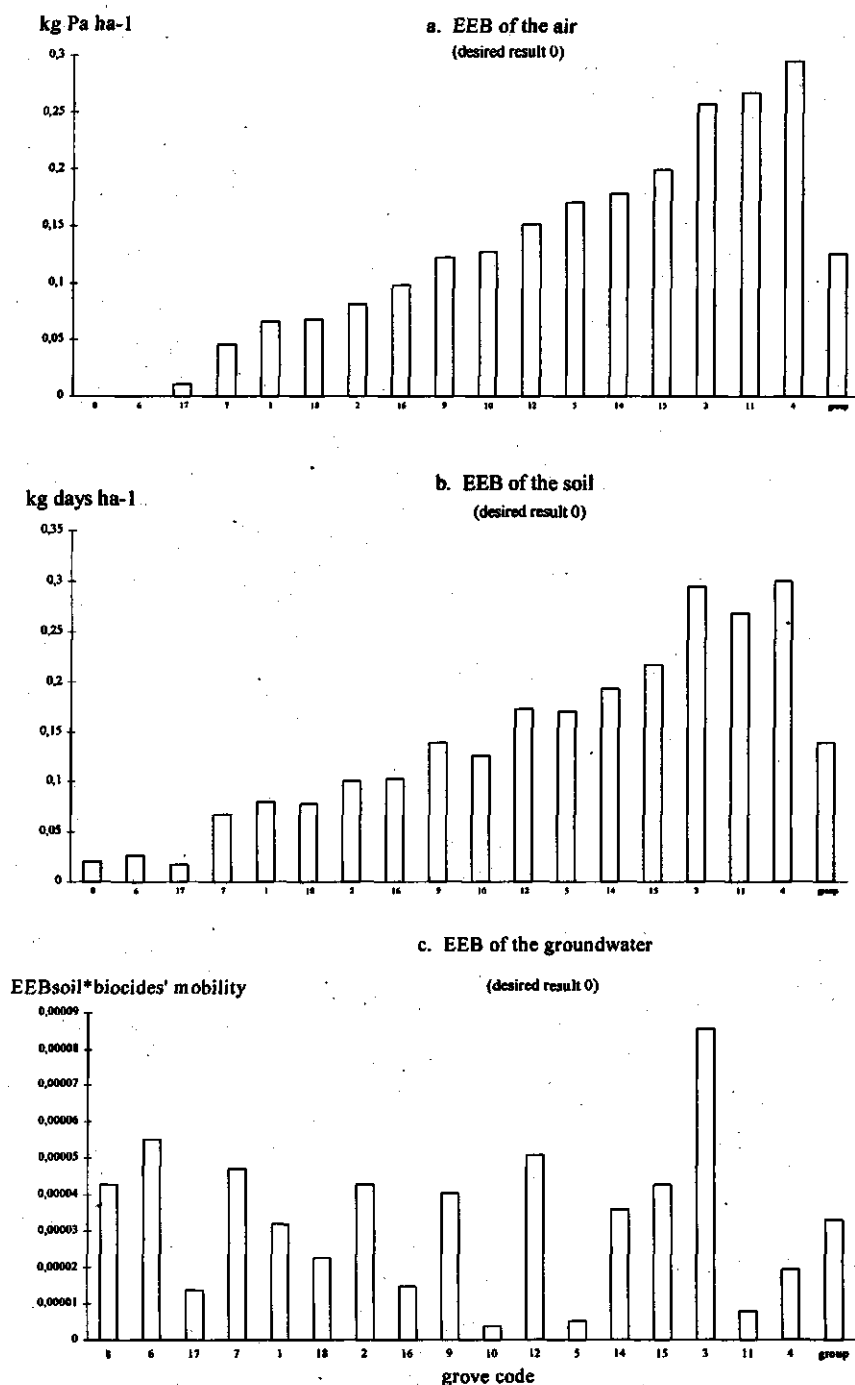 kg Pa ha-1
a. EEB of the air
(desired result 0)
0,3
0,25
0,2
0,15
0,1
0,05
0
8 6 17 7 1 18 2 16 9 10 12 5 14 15 3 11 4 group
kg days ha-1
b. EEB of the soil
(desired result 0)
0,35
0,3
0,25
0,2
0,15
0,1
0,05
0
8 6 17 7 1 18 2 16 9 10 12 5 14 15 3 11 4 group
c. EEB of the groundwater
EEBsoil*biocides' mobility
(desired result 0)
0,00009
0,00008
0,00007
0,00006
0,00005
0,00004
0,00003
0,00002
0,00001
0
8 6 17 7 1 18 2 16 9 10 12 5 14 15 3 11 4 group
grove code